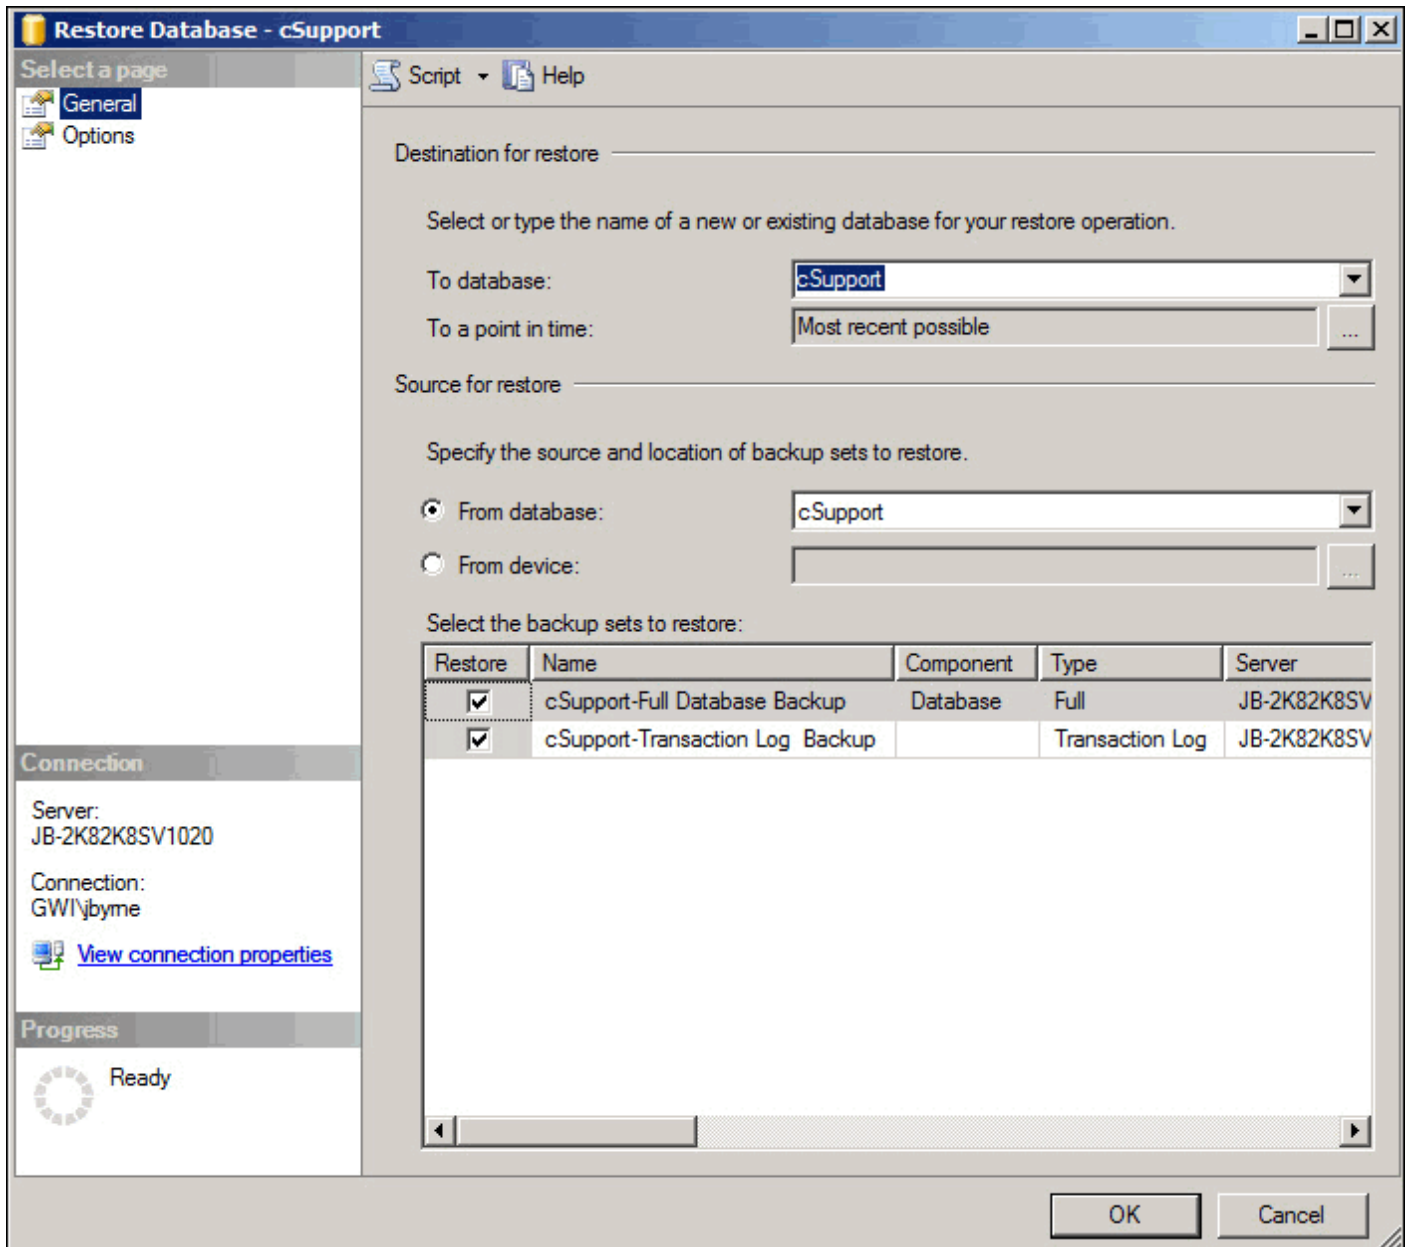 Restore Database - cSupport
Select a page
General
Options
Script
Help
Destination for restore
Select or type the name of a new or existing database for your restore operation.
To database:
cSupport
To a point in time:
Most recent possible
...
Source for restore
Specify the source and location of backup sets to restore.
From database:
cSupport
From device:
...
Select the backup sets to restore:
Restore Name Component Type Server
cSupport-Full Database Backup Database Full JB-2K82K8SV
cSupport-Transaction Log Backup Transaction Log JB-2K82K8SV
Connection
Server:
JB-2K82K8SV1020
Connection:
GWI\jbyrne
View connection properties
Progress
Ready
OK
Cancel